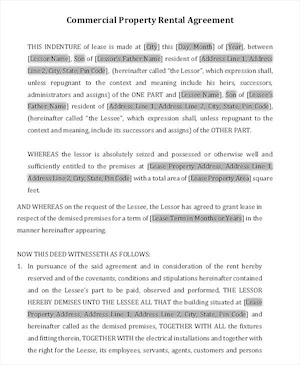 Commercial Property Rental Agreement
THIS INDENTURE of lease is made at [City] this [Day, Month] of [Year], between
[Lessor Name], Son of [Lessor's Father Name] resident of [Address Line 1, Address
Line 2, City, State, Pin Code], (hereinafter called "the Lessor", which expression shall,
unless repugnant to the context and meaning include his heirs, successors,
administrators and assigns) of the ONE PART and [Lessee Name], Son of [Lessee's
Father Name] resident of [Address Line 1, Address Line 2, City, State, Pin Code],
(hereinafter called the "Lessee", which expression shall, unless repugnant to the
context and meaning, include its successors and assigns) of the OTHER PART.
WHEREAS the lessor is absolutely seized and possessed or otherwise well and
sufficiently entitled to the premises at [Lease Property Address, Address Line 1,
Address Line 2, City, State, Pin Code] with a total area of [Lease Property Area] square
feet.
AND WHEREAS on the request of the Lessee, the Lessor has agreed to grant lease in
respect of the demised premises for a term of [Lease Term in Months or Years] in the
manner hereinafter appearing.
NOW THIS DEED WITNESSETH AS FOLLOWS:
1. In pursuance of the said agreement and in consideration of the rent hereby
reserved and of the covenants, conditions and stipulations hereinafter contained
and on the Lessee's part to be paid, observed and performed, THE LESSOR
HEREBY DEMISES UNTO THE LESSEE ALL THAT the building situated at [Lease
Property Address, Address Line 1, Address Line 2, City, State, Pin Code] and
hereinafter called as the demised premises, TOGETHER WITH ALL the fixtures
and fitting therein, TOGETHER WITH the electrical installations and together with
the right for the Leesse, its employees, servants, agents, customers and persons